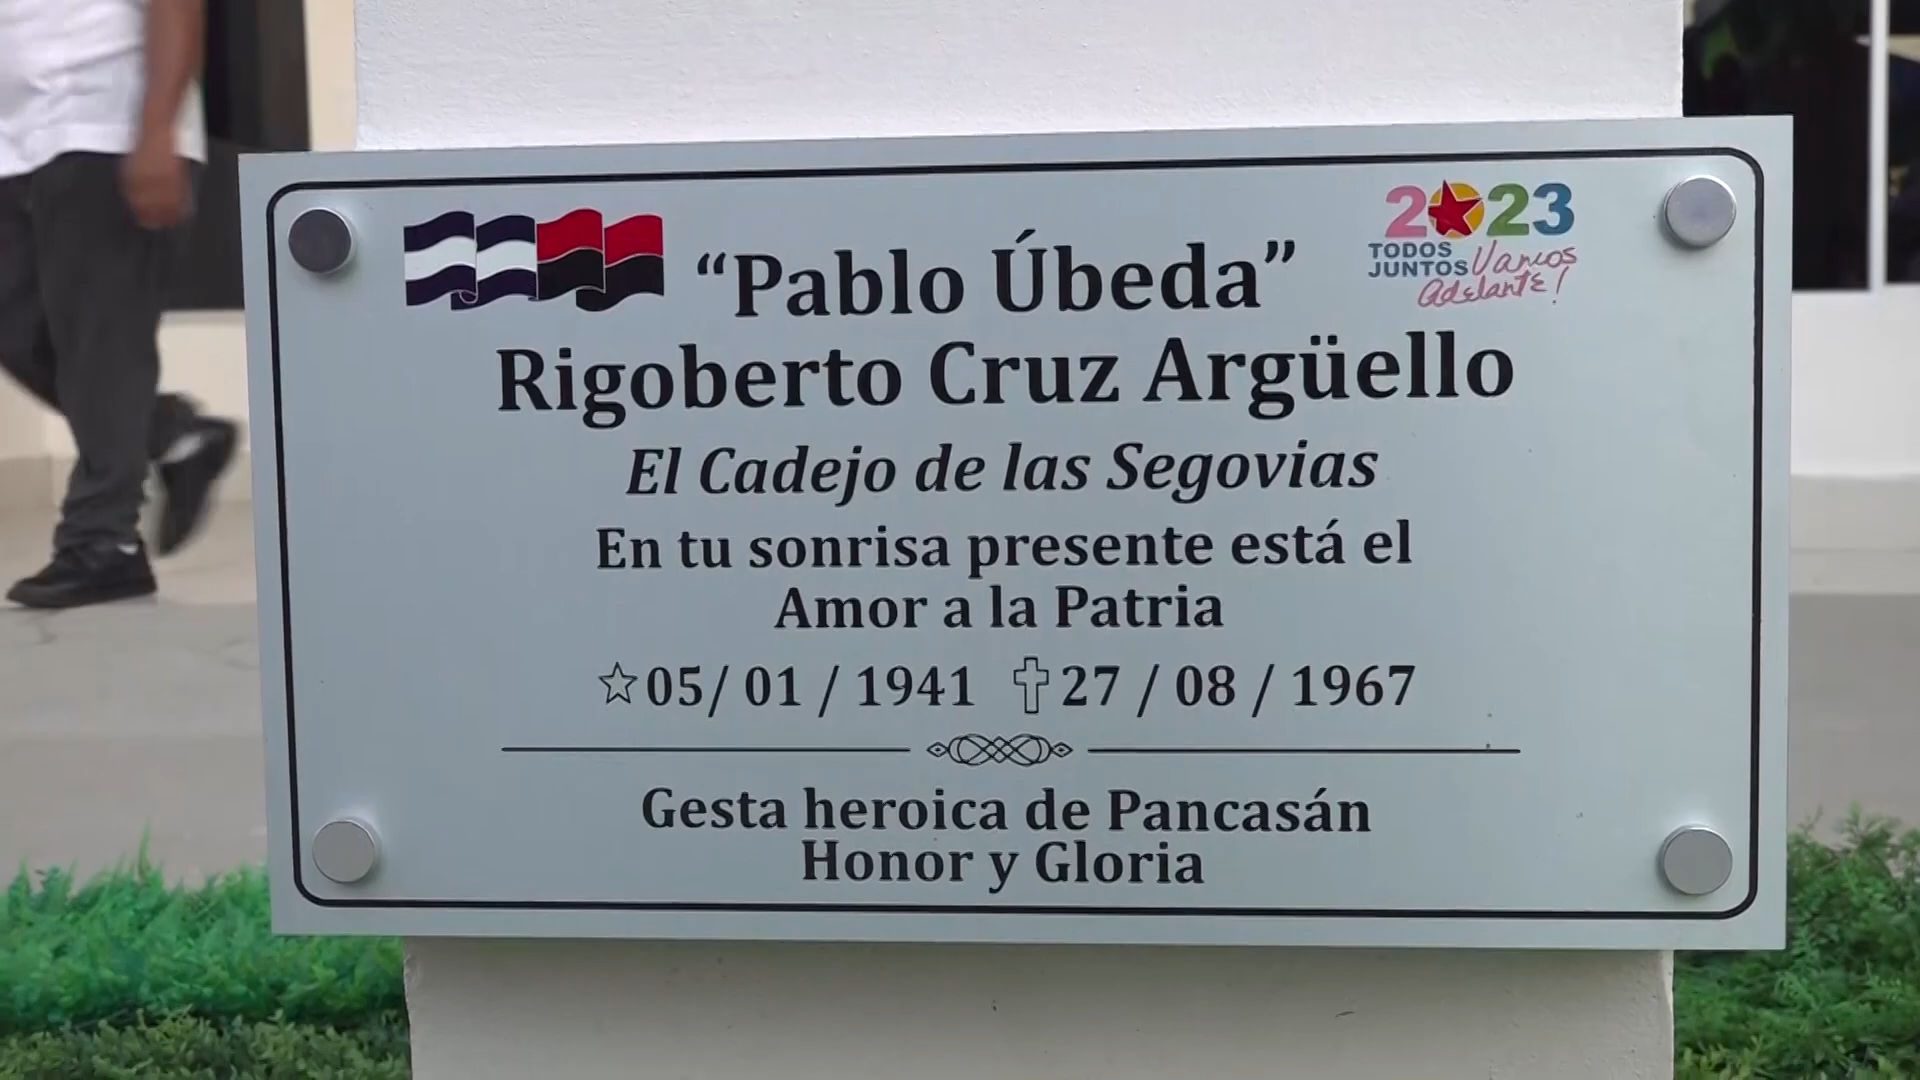 2023
TODOS
JUNTOS Vamos
Adelante!
“Pablo Úbeda”
Rigoberto Cruz Argüello
El Cadejo de las Segovias
En tu sonrisa presente está el
Amor a la Patria
05/ 01 / 1941 27 / 08 / 1967
Gesta heroica de Pancasán
Honor y Gloria